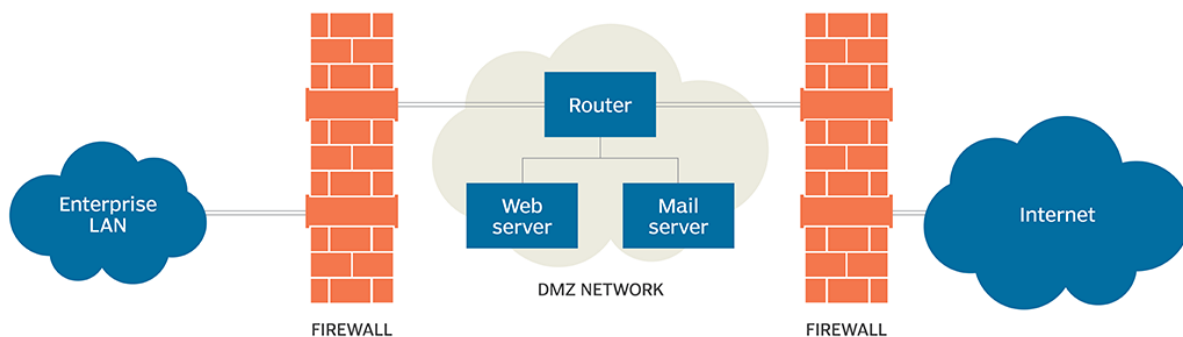 Router
Enterprise
LAN
Web
server
Mail
server
Internet
DMZ NETWORK
FIREWALL
FIREWALL